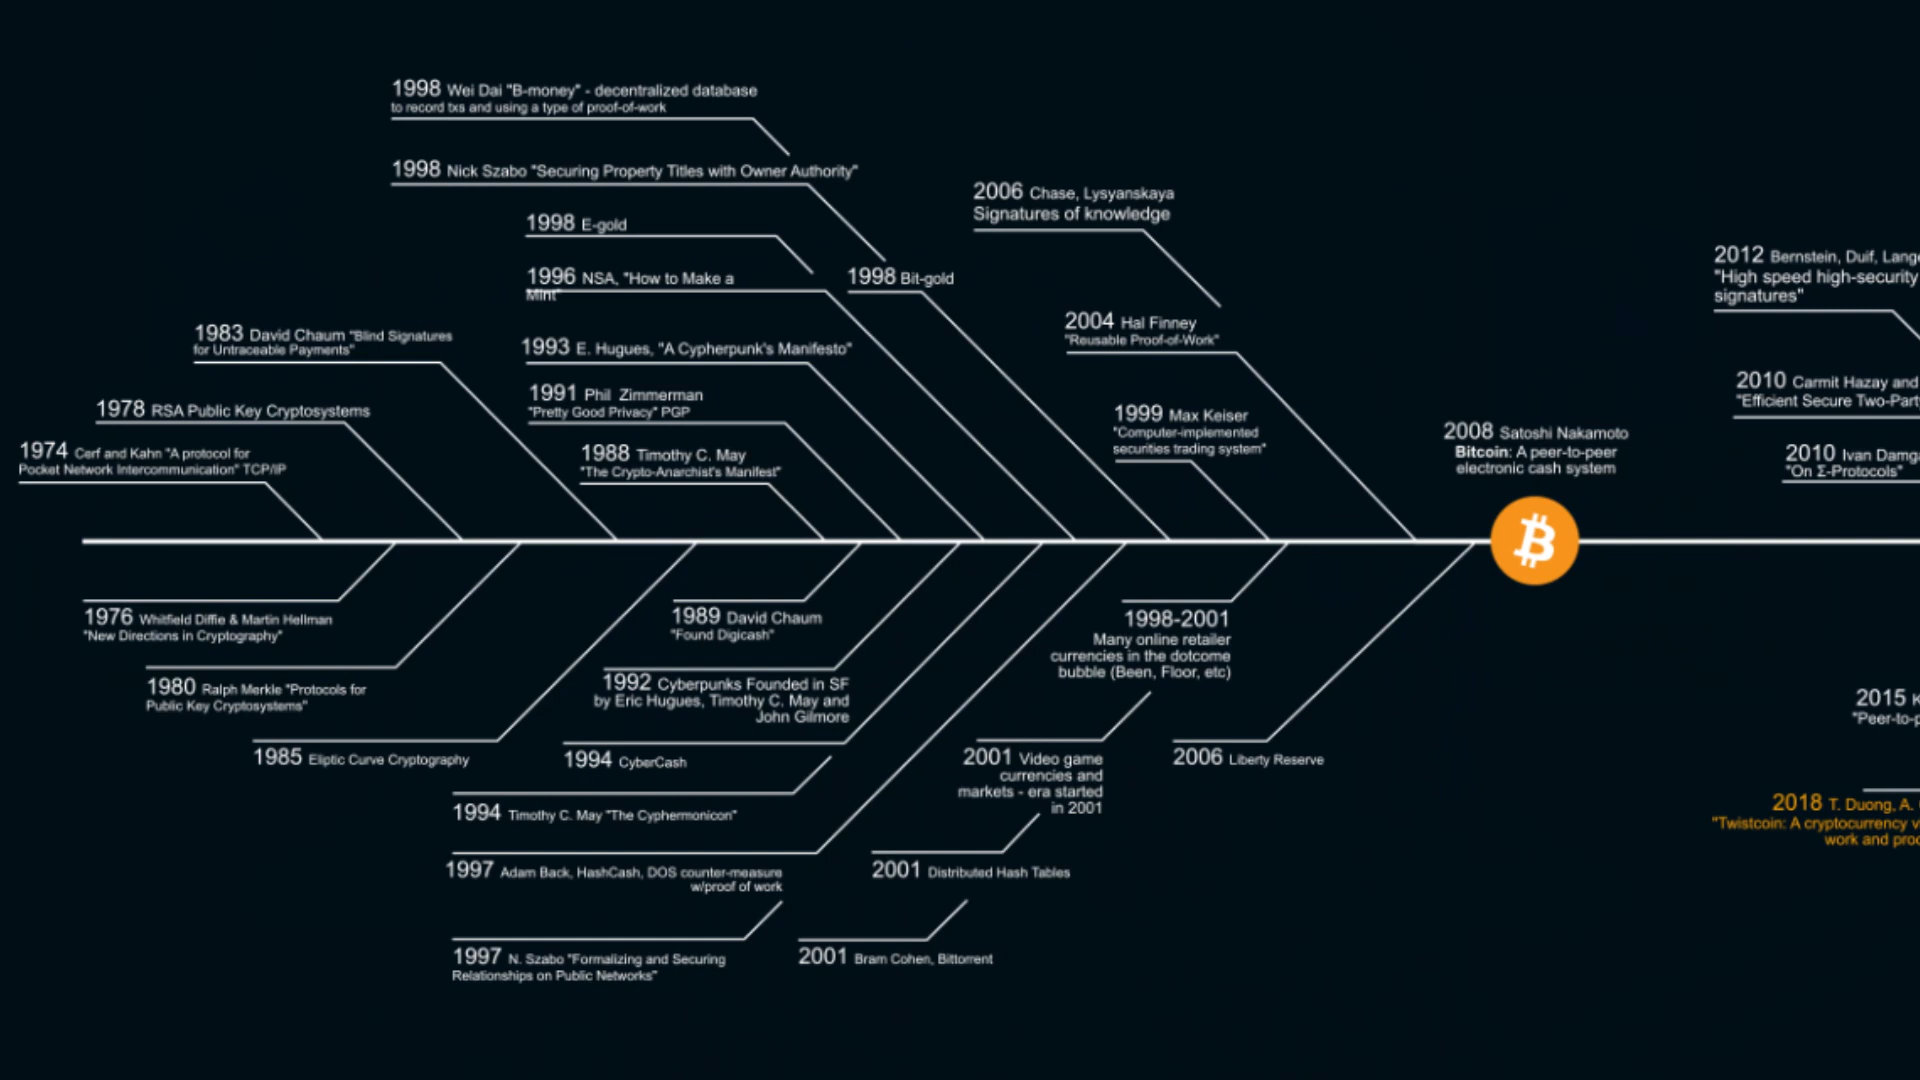 1998 Wei Dai "B-money" - decentralized database
to record txs and using a type of proof-of-work
1998 Nick Szabo "Securing Property Titles with Owner Authority"
1998 E-gold
1996 NSA, "How to Make a
Mint"
1998 Bit-gold
2006 Chase, Lysyanskaya
Signatures of knowledge
1983 David Chaum "Blind Signatures
for Untraceable Payments"
1993 E. Hugues, "A Cypherpunk's Manifesto"
2004 Hal Finney
"Reusable Proof-of-Work"
1978 RSA Public Key Cryptosystems
1991 Phil Zimmerman
"Pretty Good Privacy" PGP
1999 Max Keiser
"Computer-implemented
securities trading system"
1974 Cerf and Kahn "A protocol for
Pocket Network Intercommunication" TCP/IP
1988 Timothy C. May
"The Crypto-Anarchist's Manifest"
2008 Satoshi Nakamoto
Bitcoin: A peer-to-peer
electronic cash system
2012 Bernstein, Duif, Lange
"High speed high-security
signatures"
2010 Carmit Hazay and
"Efficient Secure Two-Party
2010 Ivan Damga
"On Σ-Protocols"
1976 Whitfield Diffie & Martin Hellman
"New Directions in Cryptography"
1989 David Chaum
"Found Digicash"
1998-2001
Many online retailer
currencies in the dotcome
bubble (Been, Floor, etc)
1980 Ralph Merkle "Protocols for
Public Key Cryptosystems"
1992 Cyberpunks Founded in SF
by Eric Hugues, Timothy C. May and
John Gilmore
1985 Eliptic Curve Cryptography
1994 CyberCash
2001 Video game
currencies and
markets - era started
in 2001
2006 Liberty Reserve
1994 Timothy C. May "The Cyphermonicon"
1997 Adam Back, HashCash, DOS counter-measure
w/proof of work
2001 Distributed Hash Tables
1997 N. Szabo "Formalizing and Securing
Relationships on Public Networks"
2001 Bram Cohen, Bittorrent
2015 K
"Peer-to-p
2018 T. Duong, A.
"Twistcoin: A cryptocurrency v
work and proo